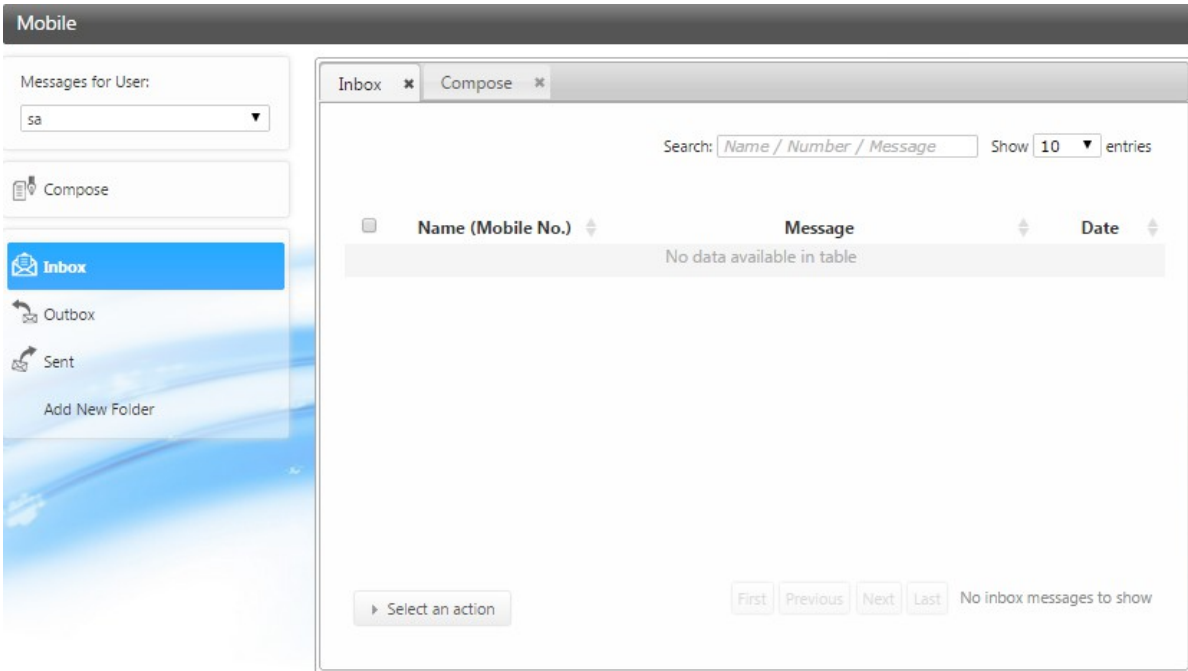 Mobile
Messages for User:
sa
Compose
Inbox
Outbox
Sent
Add New Folder
Inbox Compose
Search: Name / Number / Message Show 10 entries
Name (Mobile No.) Message Date
No data available in table
Select an action First Previous Next Last No inbox messages to show